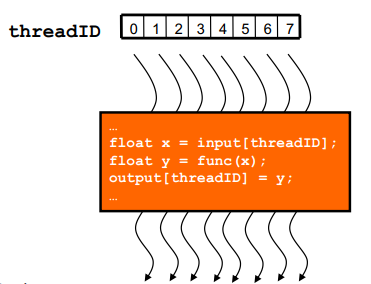 threadID 0 1 2 3 4 5 6 7
…
float x = input[threadID];
float y = func(x);
output[threadID] = y;
…